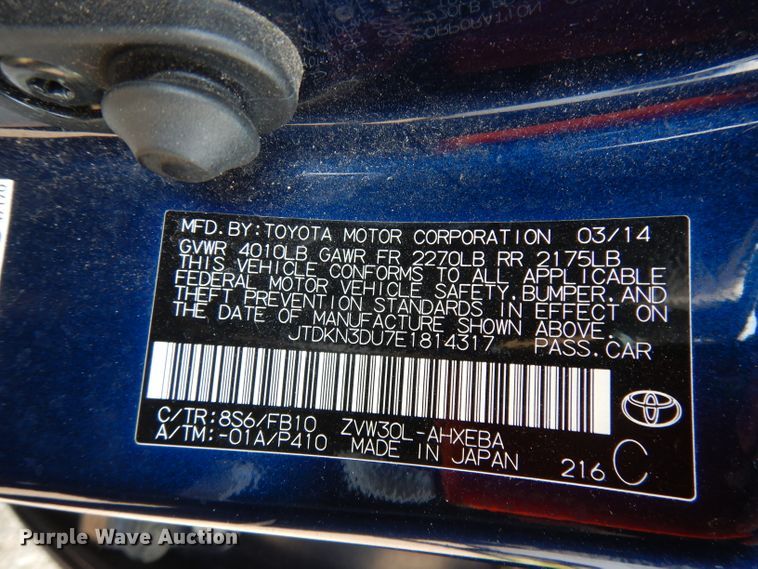 MFD. BY: TOYOTA MOTOR CORPORATION 03/14
GVWR 4010LB GAWR FR 2270LB RR 2175LB
THIS VEHICLE CONFORMS TO ALL APPLICABLE
FEDERAL MOTOR VEHICLE SAFETY, BUMPER, AND
THEFT PREVENTION STANDARDS IN EFFECT ON
THE DATE OF MANUFACTURE SHOWN ABOVE.
JTDKN3DU7E1814317 PASS. CAR
C/TR: 8S6/FB10 ZVW30L-AHXEBA
A/TM: -01A/P410 MADE IN JAPAN
216 C
Purple Wave Auction